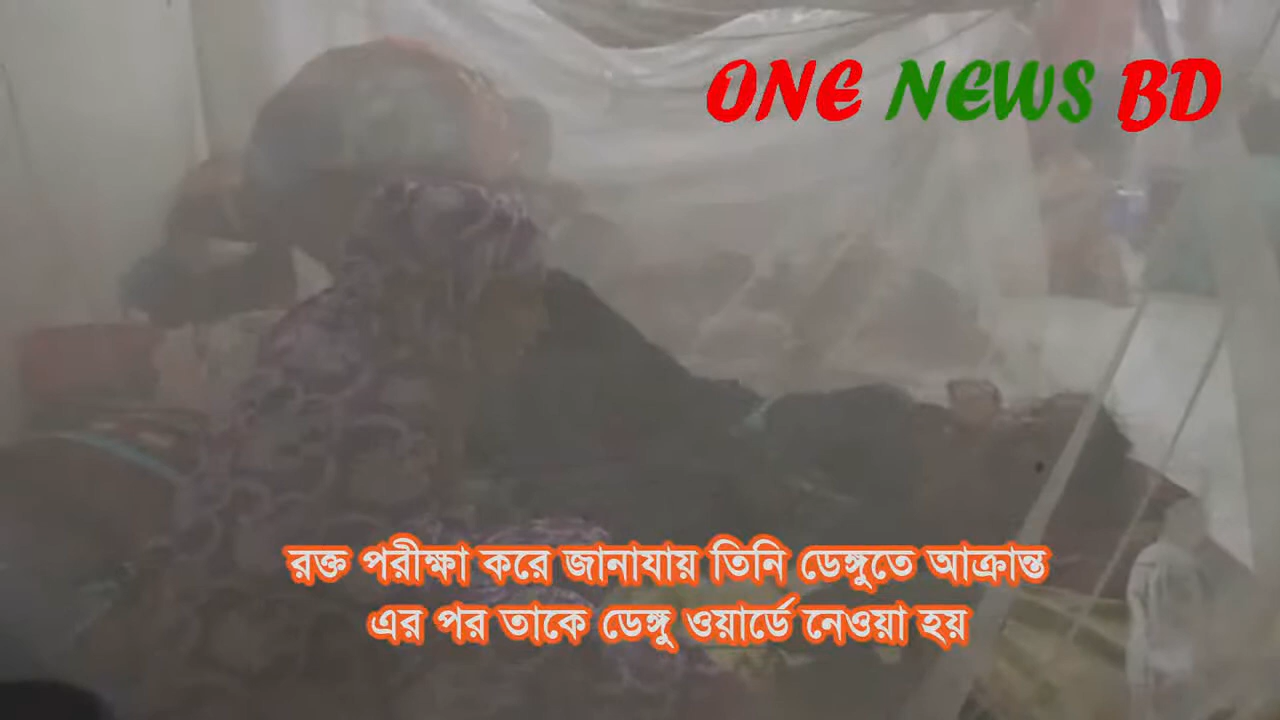 ONE NEWS BD
রক্ত পরীক্ষা করে জানাযায় তিনি ডেঙ্গুতে আক্রান্ত
এর পর তাকে ডেঙ্গু ওয়ার্ডে নেওয়া হয়